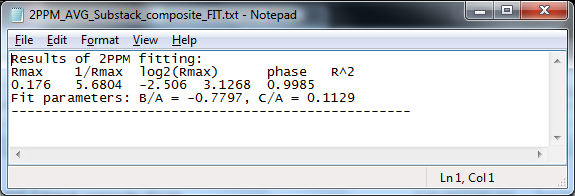 2PPM_AVG_Substack_composite_FIT.txt - Notepad
File Edit Format View Help
Results of 2PPM fitting:
Rmax 1/Rmax log2(Rmax) phase R^2
0.176 5.6804 -2.506 3.1268 0.9985
Fit parameters: B/A = -0.7797, C/A = 0.1129
----------------------------------------------------
Ln 1, Col 1